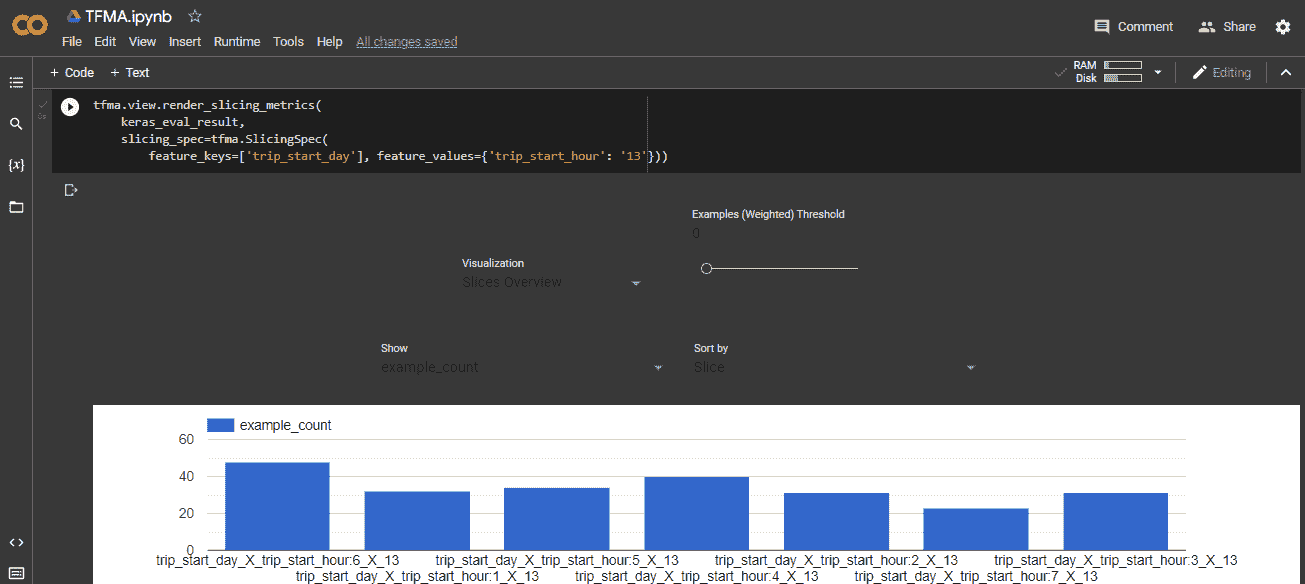 TFMA.ipynb
File Edit View Insert Runtime Tools Help All changes saved
Comment Share
+ Code + Text
RAM
Disk
Editing
0s
tfma.view.render_slicing_metrics(
keras_eval_result,
slicing_spec=tfma.SlicingSpec(
feature_keys=['trip_start_day'], feature_values={'trip_start_hour': '13'}))
{x}
Examples (Weighted) Threshold
0
Visualization
Slices Overview
Show
example_count
Sort by
Slice
example_count
60
40
20
0
trip_start_day_X_trip_start_hour:6_X_13 trip_start_day_X_trip_start_hour:5_X_13 trip_start_day_X_trip_start_hour:2_X_13 trip_start_day_X_trip_start_hour:3_X_13
trip_start_day_X_trip_start_hour:1_X_13 trip_start_day_X_trip_start_hour:4_X_13 trip_start_day_X_trip_start_hour:7_X_13